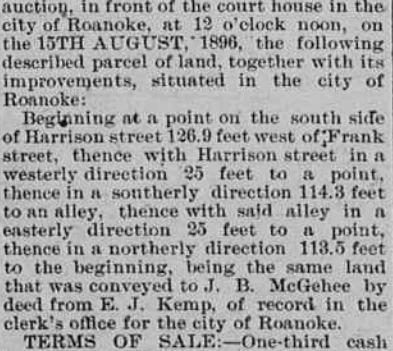 auction, in front of the court house in the
city of Roanoke, at 12 o'clock noon, on
the 15TH AUGUST, 1896, the following
described parcel of land, together with its
improvements, situated in the city of
Roanoke:
Beginning at a point on the south side
of Harrison street 126.9 feet west of Frank
street, thence with Harrison street in a
westerly direction 25 feet to a point,
thence in a southerly direction 114.3 feet
to an alley, thence with said alley in a
easterly direction 25 feet to a point,
thence in a northerly direction 113.5 feet
to the beginning, being the same land
that was conveyed to J. B. McGehee by
deed from E. J. Kemp, of record in the
clerk's office for the city of Roanoke.
TERMS OF SALE:—One-third cash